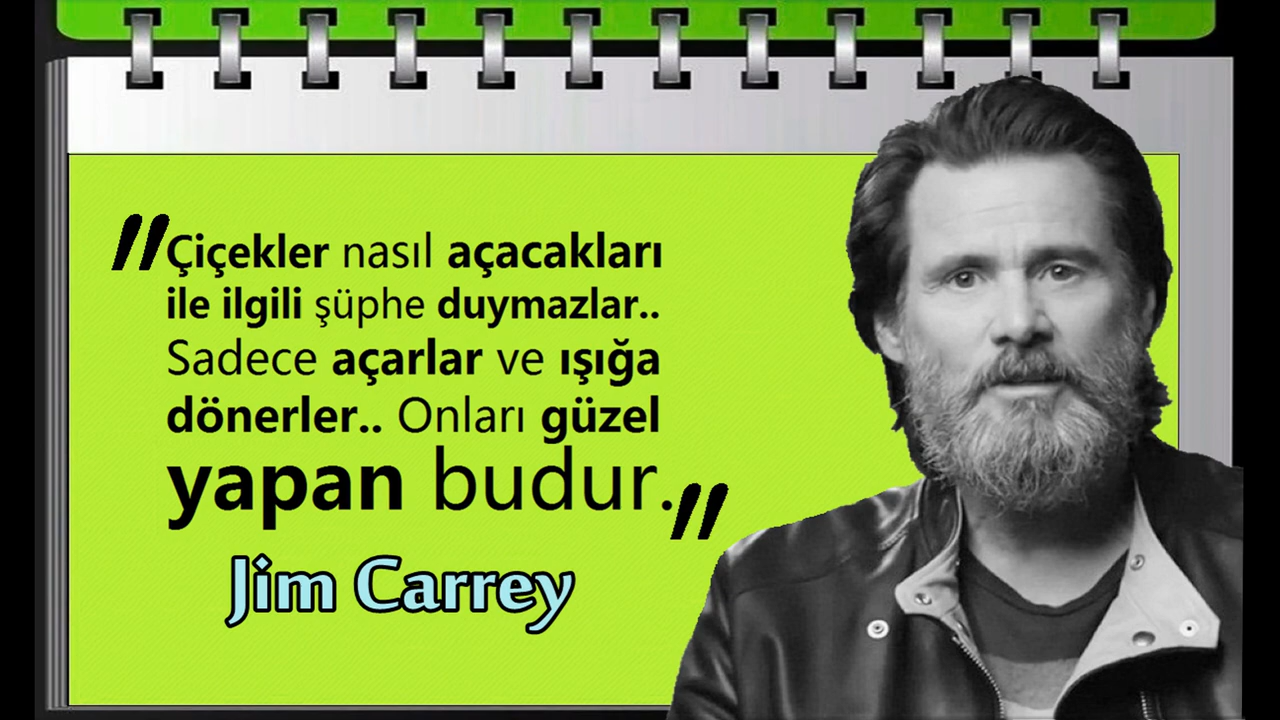 "Çiçekler nasıl açacakları
ile ilgili şüphe duymazlar..
Sadece açarlar ve ışığa
dönerler.. Onları güzel
yapan budur."
Jim Carrey